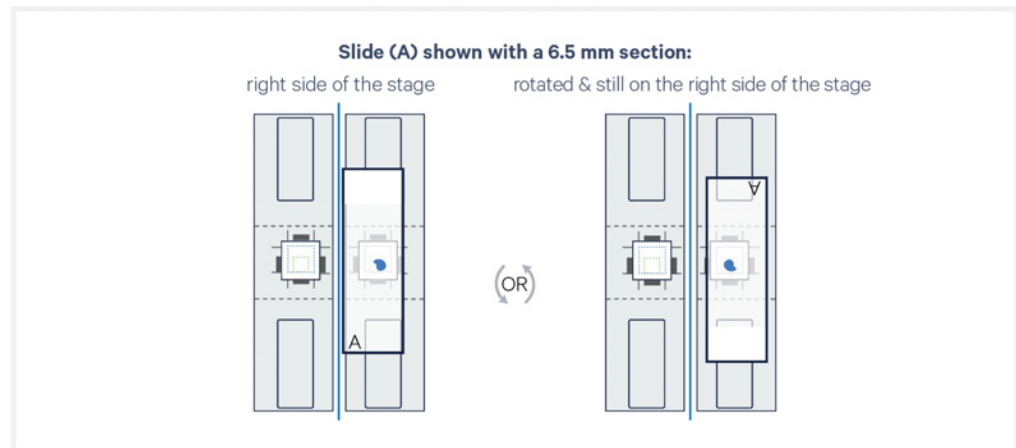 Slide (A) shown with a 6.5 mm section:
right side of the stage
rotated & still on the right side of the stage
A
A
OR